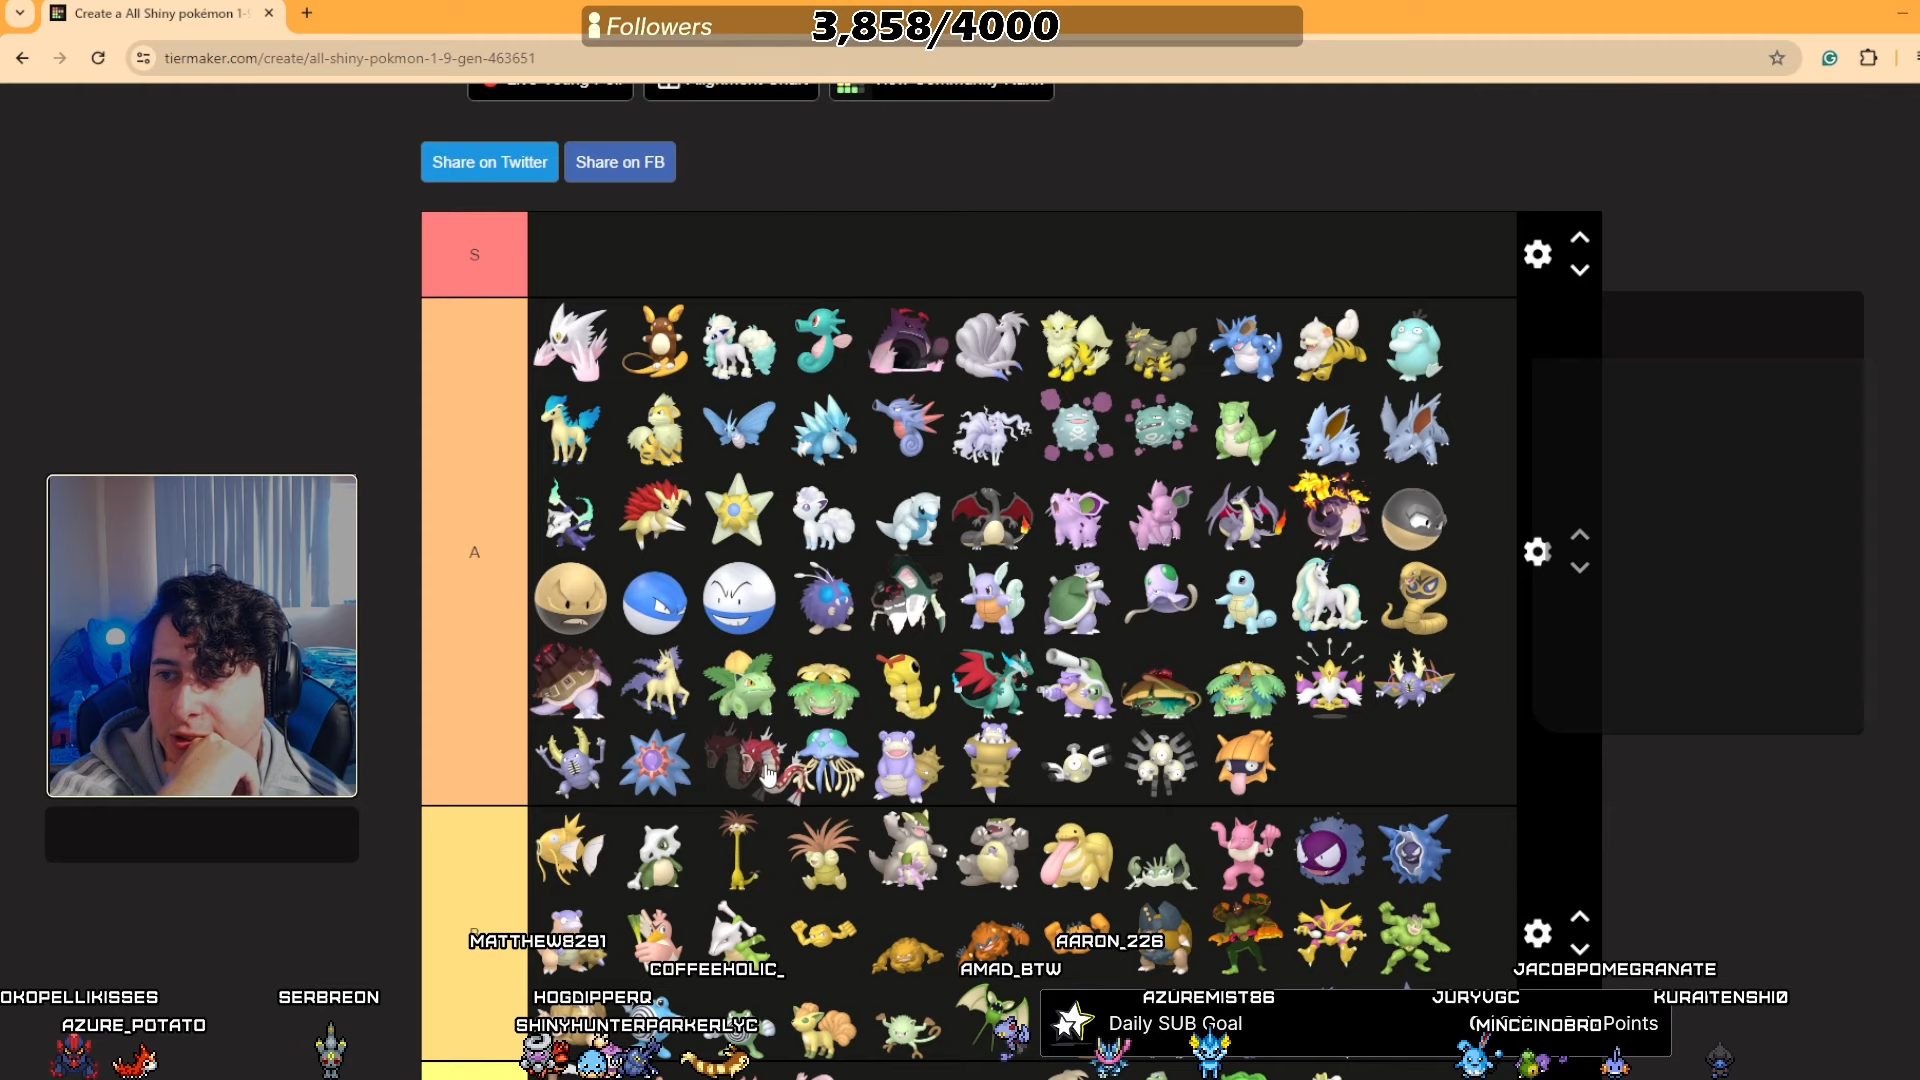 Create a All Shiny pokémon 1-
Followers 3,858/4000
tiermaker.com/create/all-shiny-pokmon-1-9-gen-463651
Share on Twitter
Share on FB
S
A
MATTHEW8291
AARON_226
COFFEEHOLIC_
AMAD_BTW
JACOBPOMEGRANATE
OKOPELLIKISSES
SERBREON
HOGDIPPERQ
AZUREMIST86
JURYVGC
KURAITENSHI0
AZURE_POTATO
SHINYHUNTERPARKERLYC
Daily SUB Goal
MINCCINOBRO
Points